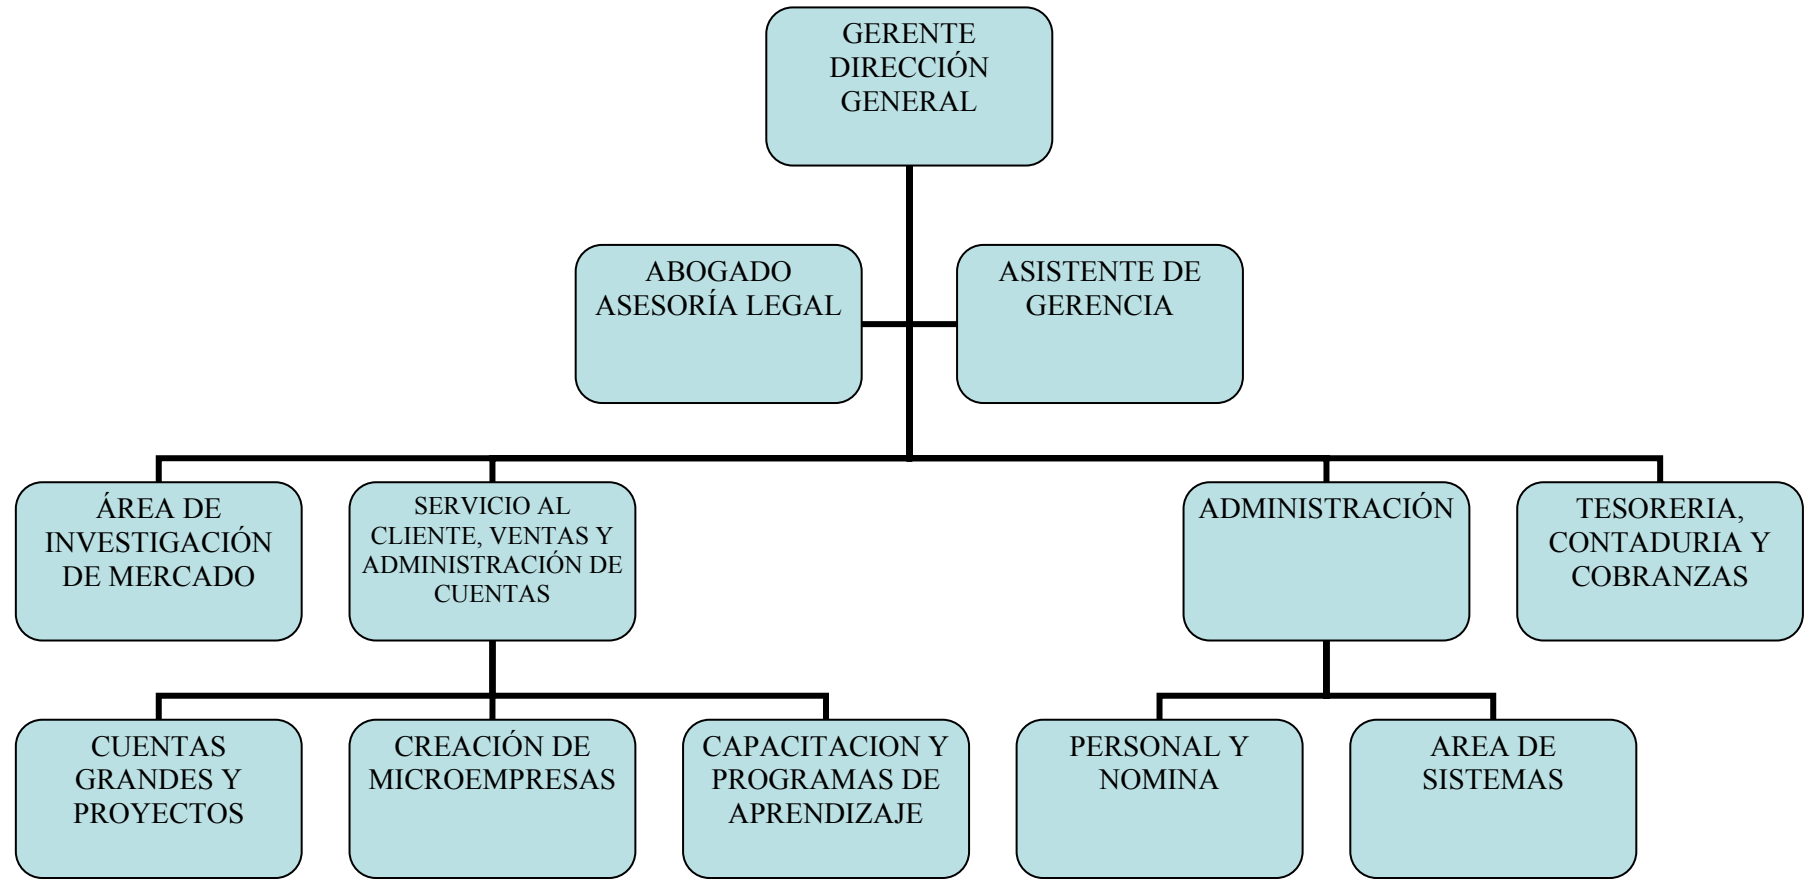 GERENTE
DIRECCIÓN
GENERAL
ABOGADO
ASESORÍA LEGAL
ASISTENTE DE
GERENCIA
ÁREA DE
INVESTIGACIÓN
DE MERCADO
SERVICIO AL
CLIENTE, VENTAS Y
ADMINISTRACIÓN DE
CUENTAS
ADMINISTRACIÓN
TESORERIA,
CONTADURIA Y
COBRANZAS
CUENTAS
GRANDES Y
PROYECTOS
CREACIÓN DE
MICROEMPRESAS
CAPACITACION Y
PROGRAMAS DE
APRENDIZAJE
PERSONAL Y
NOMINA
AREA DE
SISTEMAS